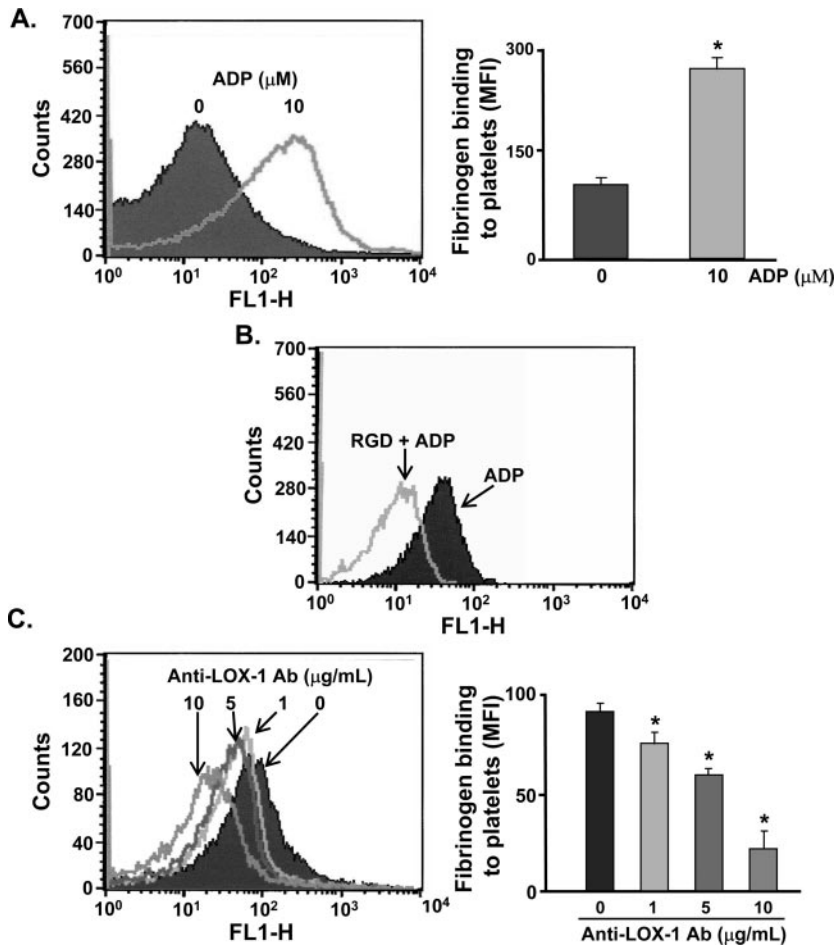 A.
700
560
420
280
140
0
Counts
ADP (μM)
0 10
10⁰ 10¹ 10² 10³ 10⁴
FL1-H
Fibrinogen binding
to platelets (MFI)
300
150
0
*
0 10 ADP (μM)
B.
700
560
420
280
140
0
Counts
RGD + ADP
ADP
10⁰ 10¹ 10² 10³ 10⁴
FL1-H
C.
200
160
120
80
40
0
Counts
Anti-LOX-1 Ab (μg/mL)
10 5 1 0
10⁰ 10¹ 10² 10³ 10⁴
FL1-H
Fibrinogen binding
to platelets (MFI)
100
50
0
* * *
0 1 5 10
Anti-LOX-1 Ab (μg/mL)